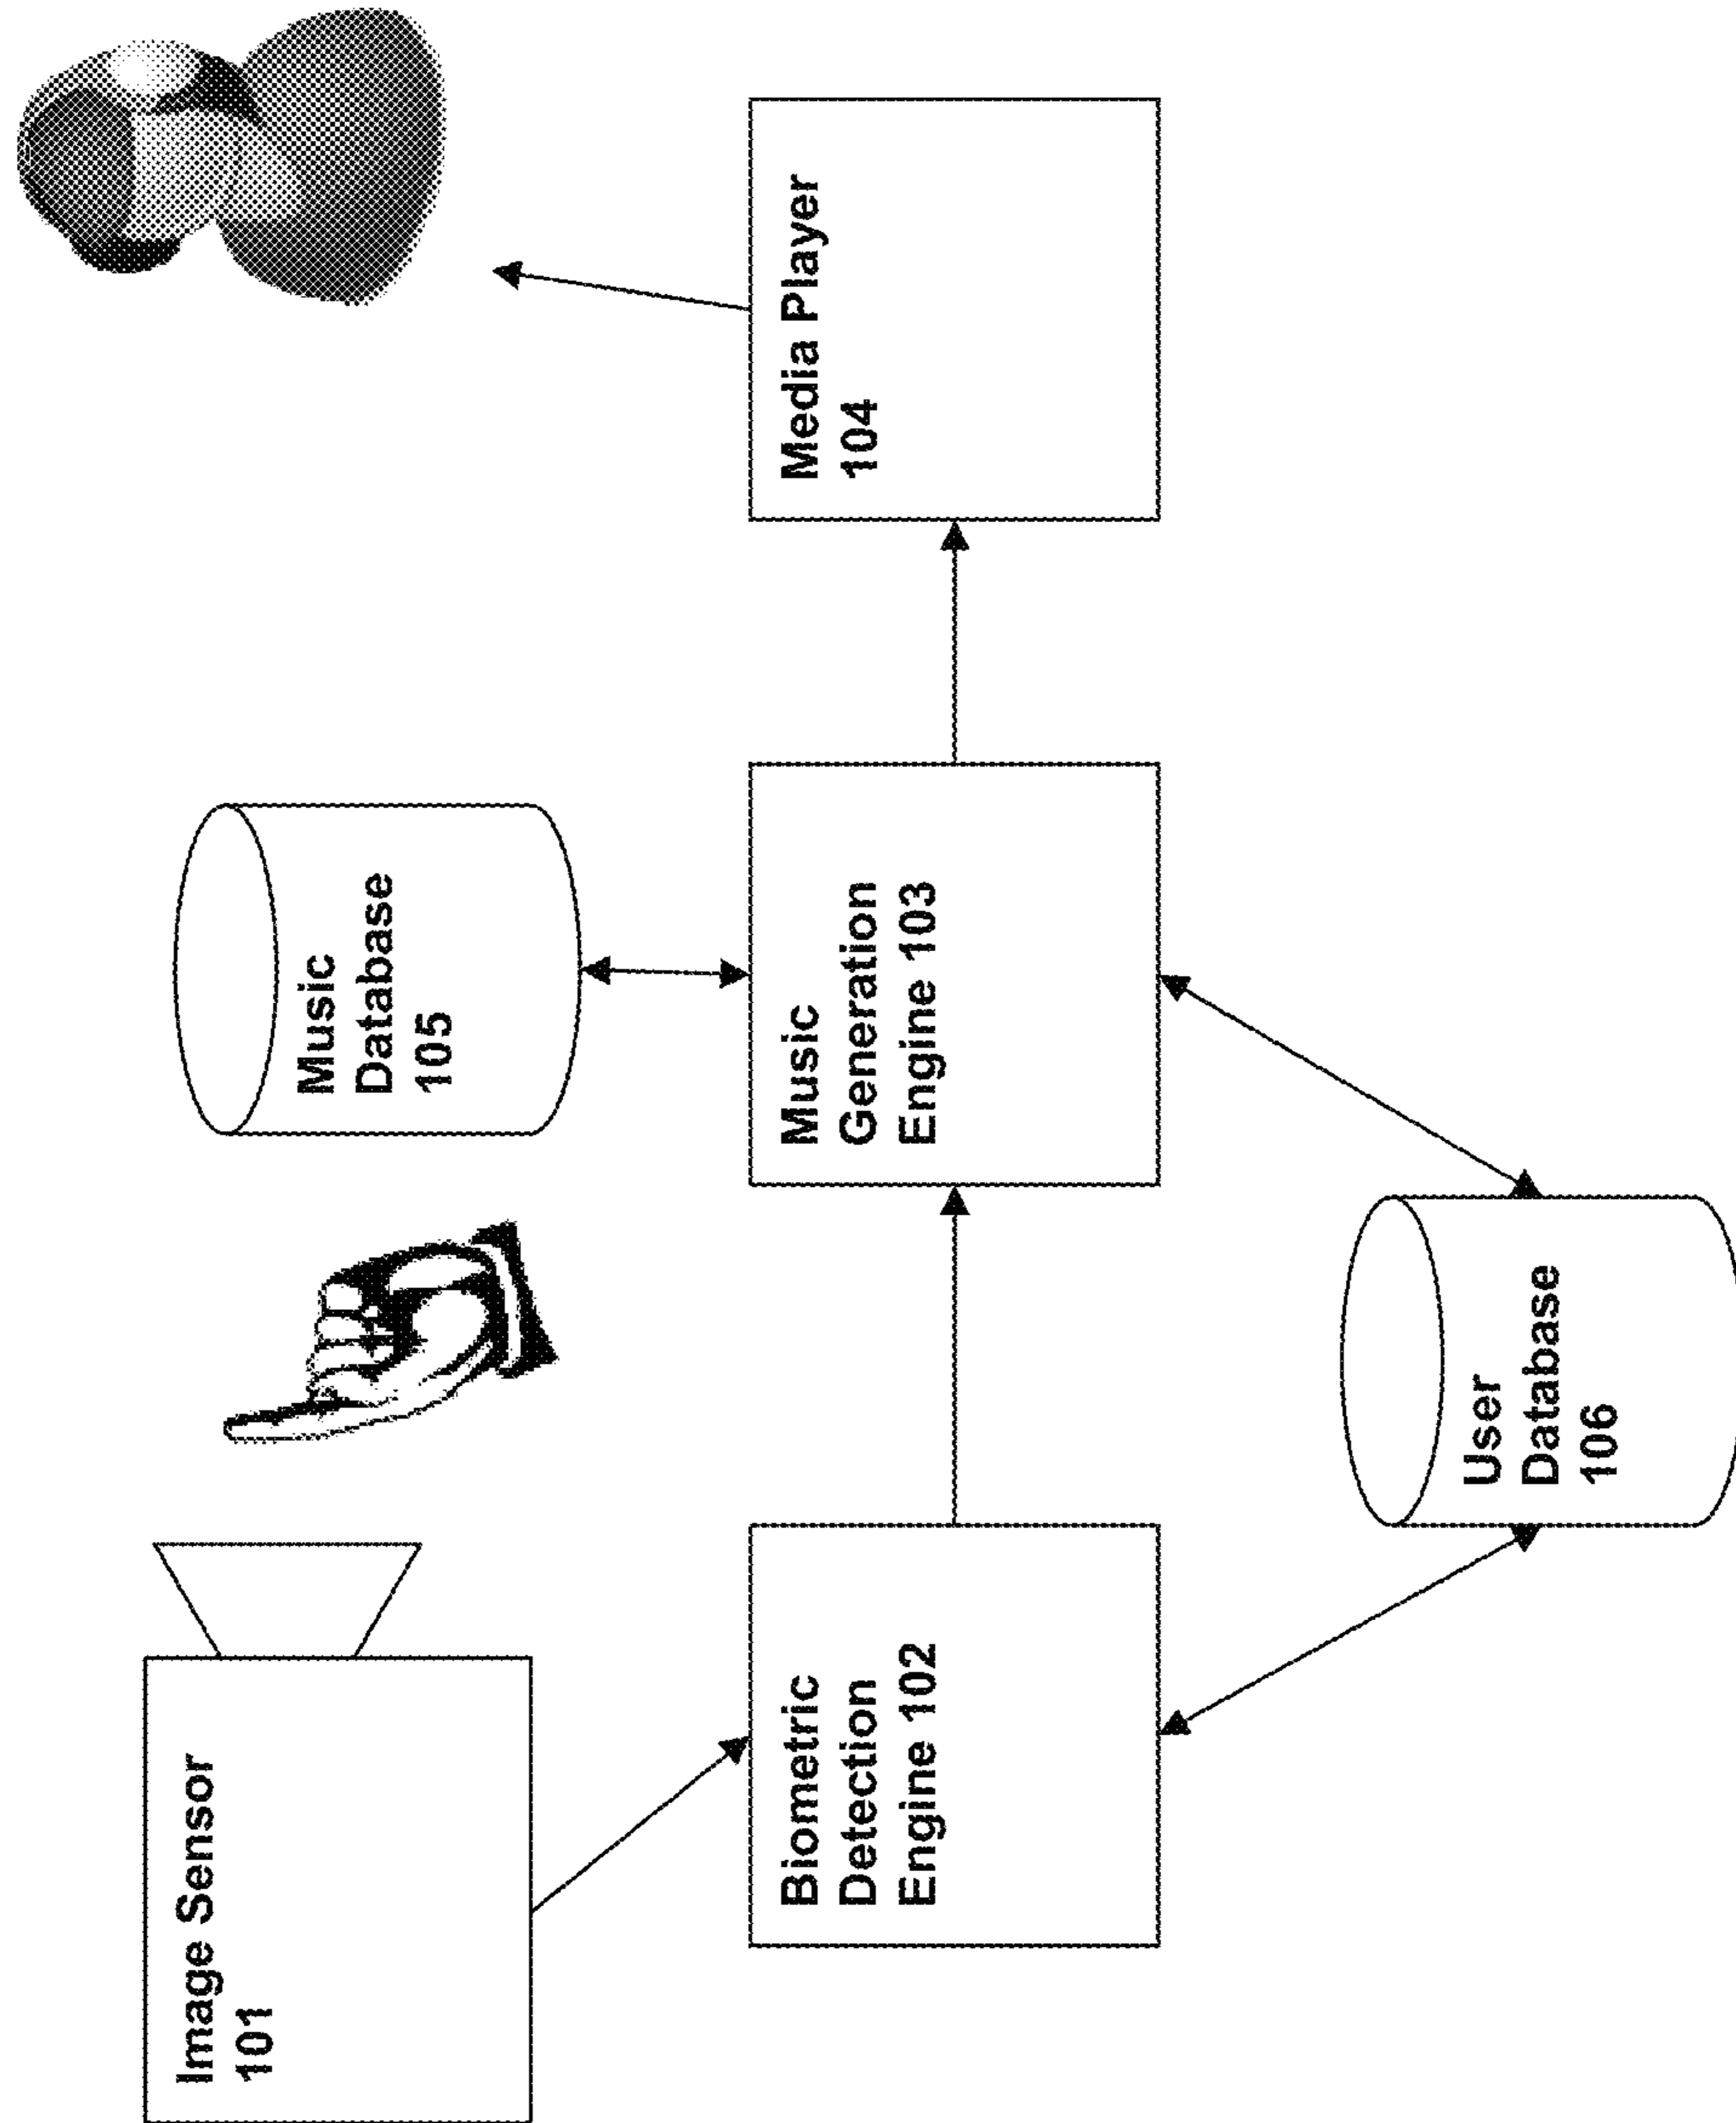 Image Sensor
101
Music
Database
105
Biometric
Detection
Engine 102
Music
Generation
Engine 103
Media Player
104
User
Database
106